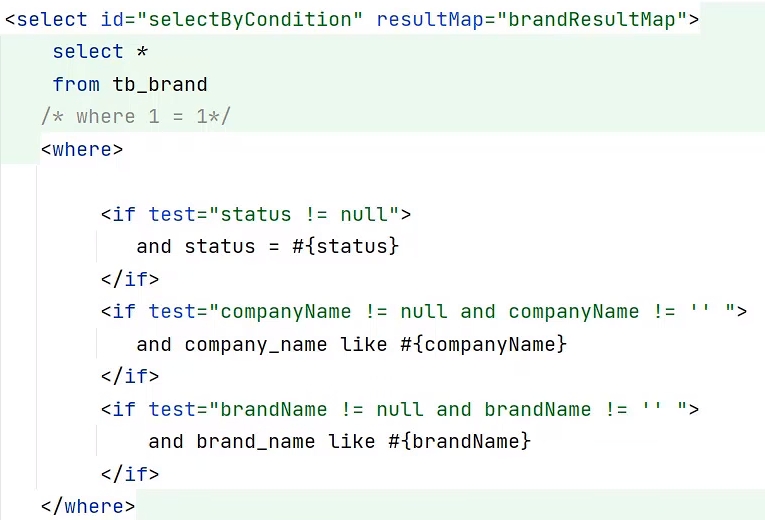 <select id="selectByCondition" resultMap="brandResultMap">
select *
from tb_brand
/* where 1 = 1*/
<where>
<if test="status != null">
and status = #{status}
</if>
<if test="companyName != null and companyName != '' ">
and company_name like #{companyName}
</if>
<if test="brandName != null and brandName != '' ">
and brand_name like #{brandName}
</if>
</where>